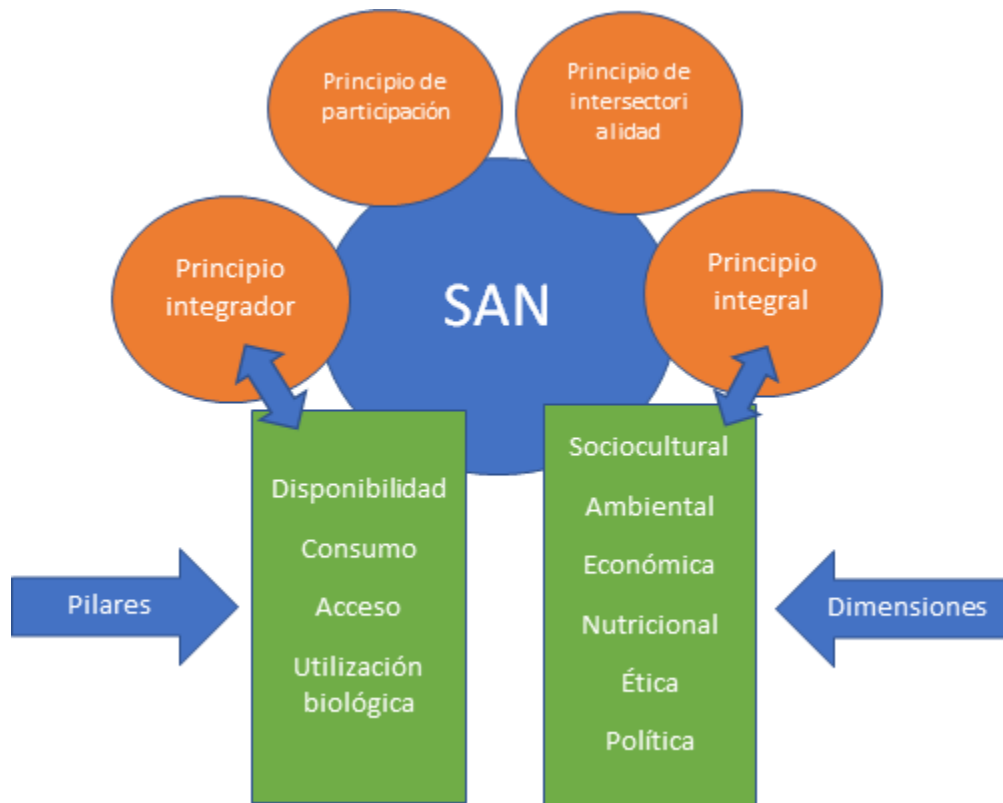 Principio de
participación
Principio de
intersectori
alidad
Principio
integrador
SAN
Principio
integral
Disponibilidad
Consumo
Acceso
Utilización
biológica
Sociocultural
Ambiental
Económica
Nutricional
Ética
Política
Pilares
Dimensiones